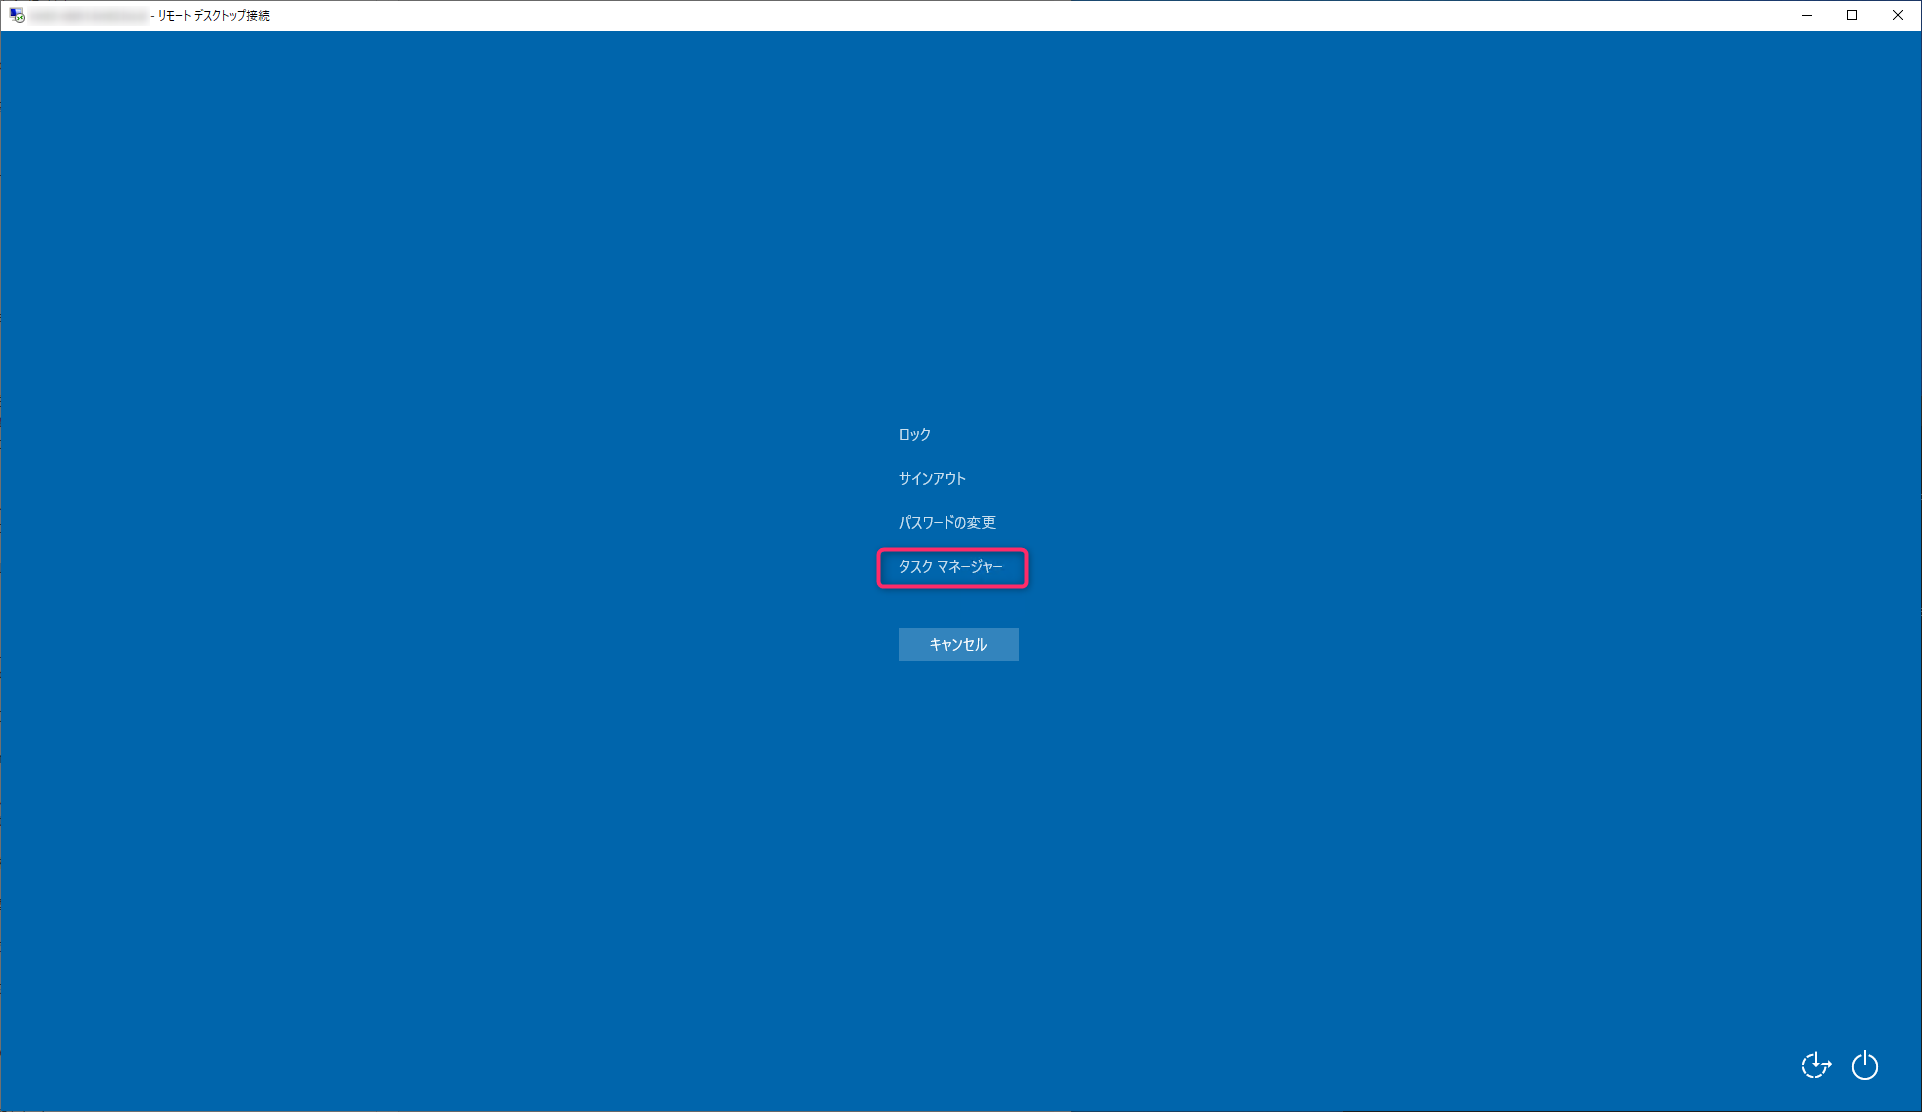 - リモート デスクトップ接続
ロック
サインアウト
パスワードの変更
タスク マネージャー
キャンセル